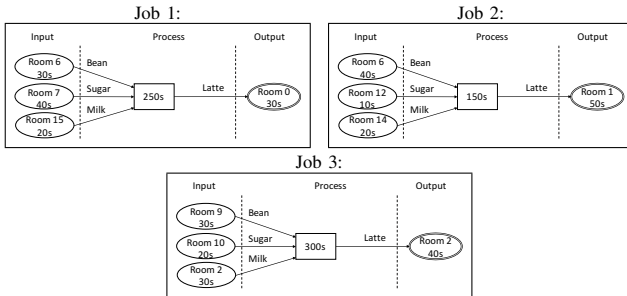 Job 1:
Input Process Output
Room 6
30s
Bean
Room 7
40s
Sugar
Room 15
20s
Milk
250s
Latte
Room 0
30s
Job 2:
Input Process Output
Room 6
40s
Bean
Room 12
10s
Sugar
Room 14
20s
Milk
150s
Latte
Room 1
50s
Job 3:
Input Process Output
Room 9
30s
Bean
Room 10
20s
Sugar
Room 2
30s
Milk
300s
Latte
Room 2
40s